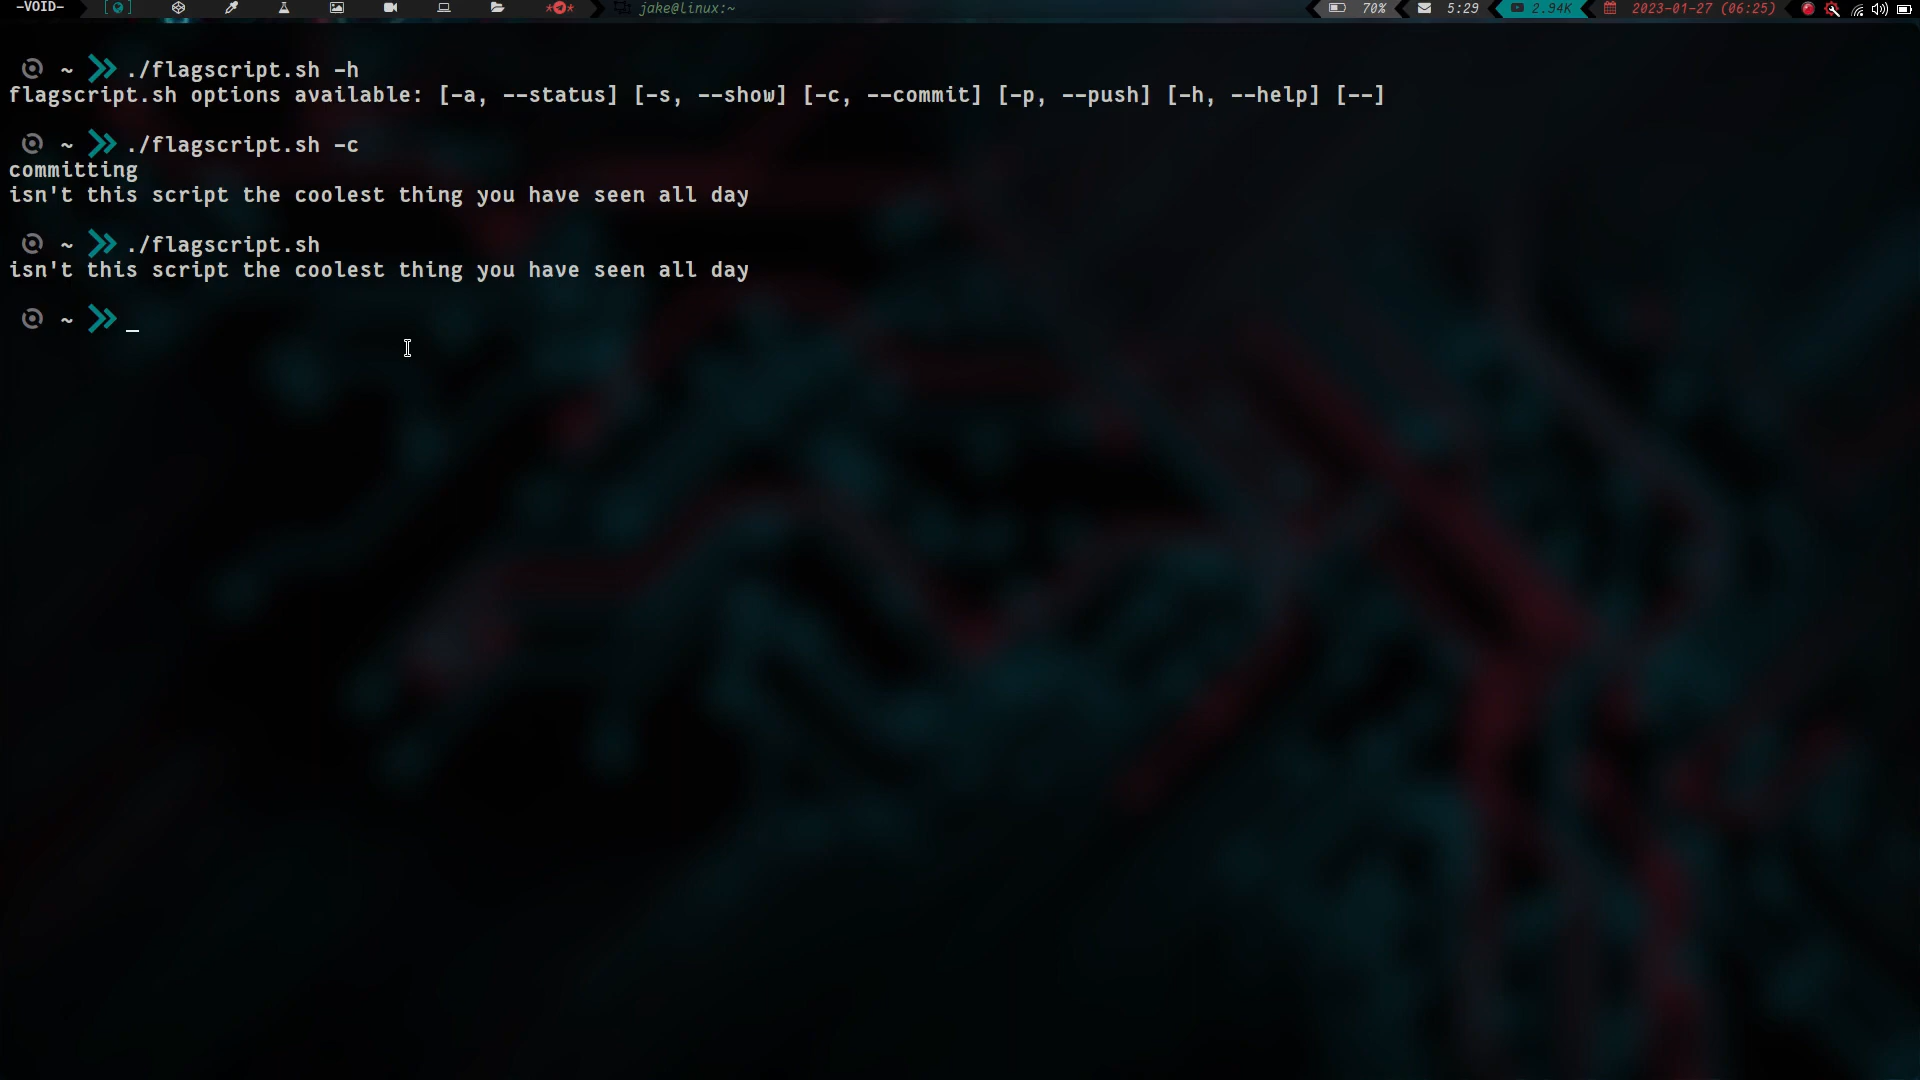 -VOID- jake@linux:~ 70% 5:29 2.94K 2023-01-27 (06:25)
~ ./flagscript.sh -h
flagscript.sh options available: [-a, --status] [-s, --show] [-c, --commit] [-p, --push] [-h, --help] [--]
~ ./flagscript.sh -c
committing
isn't this script the coolest thing you have seen all day
~ ./flagscript.sh
isn't this script the coolest thing you have seen all day
~ _